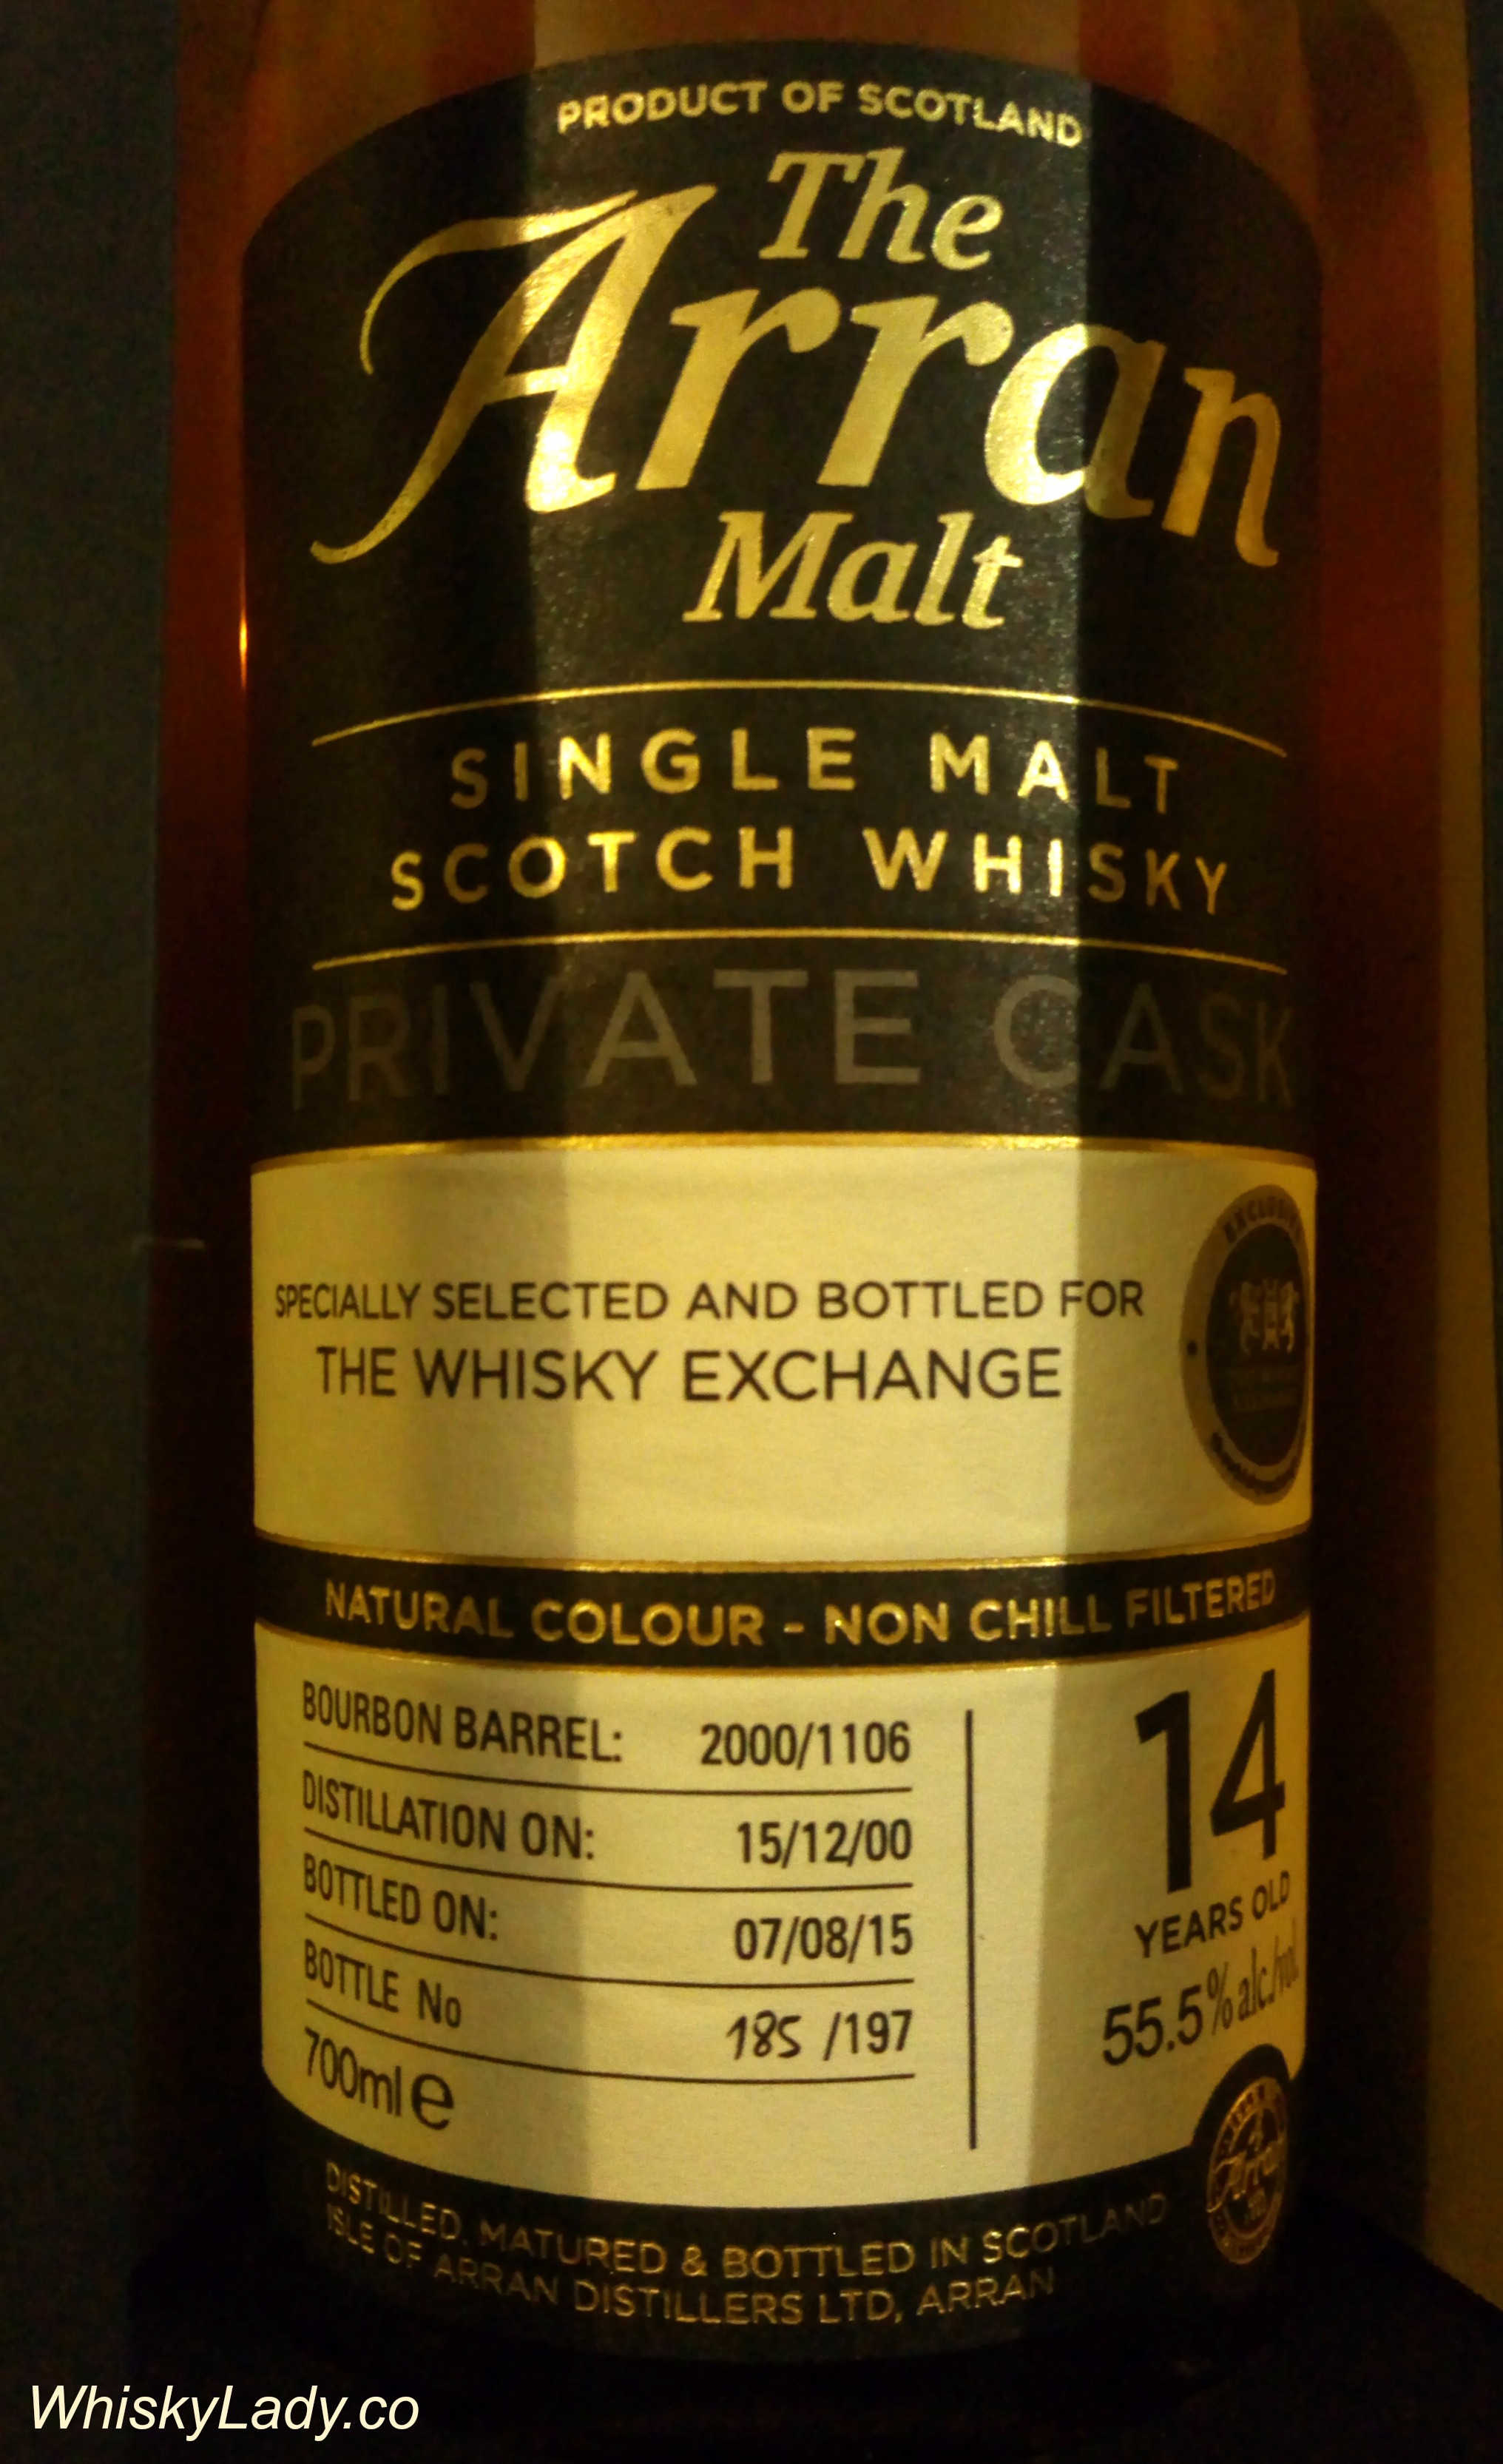 PRODUCT OF SCOTLAND
The
Arran
Malt
SINGLE MALT
SCOTCH WHISKY
PRIVATE CASK
SPECIALLY SELECTED AND BOTTLED FOR
THE WHISKY EXCHANGE
EXCLUSIVE
NATURAL COLOUR - NON CHILL FILTERED
BOURBON BARREL: 2000/1106
DISTILLATION ON: 15/12/00
BOTTLED ON: 07/08/15
BOTTLE No 185 /197
700ml e
14
YEARS OLD
55.5% alc./vol.
Arran
DISTILLED, MATURED & BOTTLED IN SCOTLAND
ISLE OF ARRAN DISTILLERS LTD, ARRAN
WhiskyLady.co